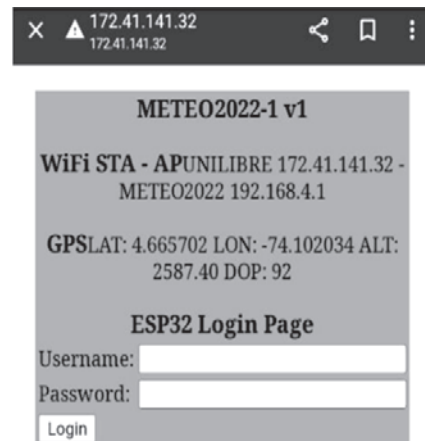 172.41.141.32
172.41.141.32
METEO2022-1 v1
WiFi STA - APUNILIBRE 172.41.141.32 -
METEO2022 192.168.4.1
GPSLAT: 4.665702 LON: -74.102034 ALT:
2587.40 DOP: 92
ESP32 Login Page
Username:
Password:
Login